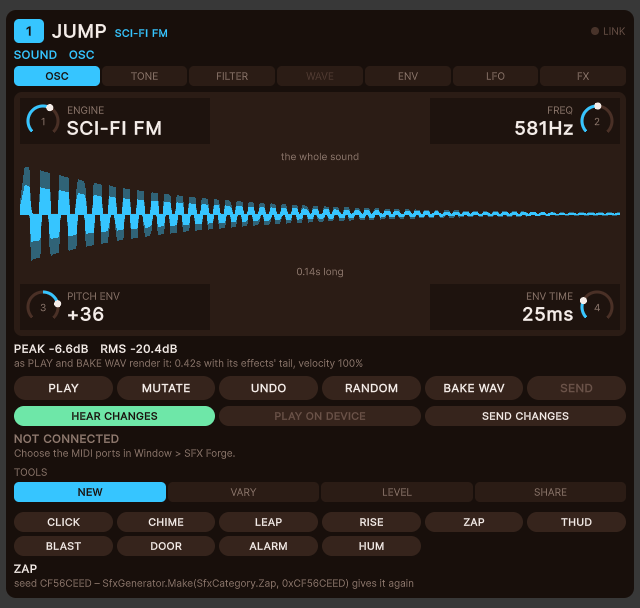 1 JUMP SCI-FI FM LINK
SOUND OSC
OSC TONE FILTER WAVE ENV LFO FX
1 ENGINE SCI-FI FM FREQ 581Hz 2
the whole sound
0.14s long
3 PITCH ENV +36 ENV TIME 25ms 4
PEAK -6.6dB RMS -20.4dB
as PLAY and BAKE WAV render it: 0.42s with its effects' tail, velocity 100%
PLAY MUTATE UNDO RANDOM BAKE WAV SEND
HEAR CHANGES PLAY ON DEVICE SEND CHANGES
NOT CONNECTED
Choose the MIDI ports in Window > SFX Forge.
TOOLS
NEW VARY LEVEL SHARE
CLICK CHIME LEAP RISE ZAP THUD
BLAST DOOR ALARM HUM
ZAP
seed CF56CEED – SfxGenerator.Make(SfxCategory.Zap, 0xCF56CEED) gives it again